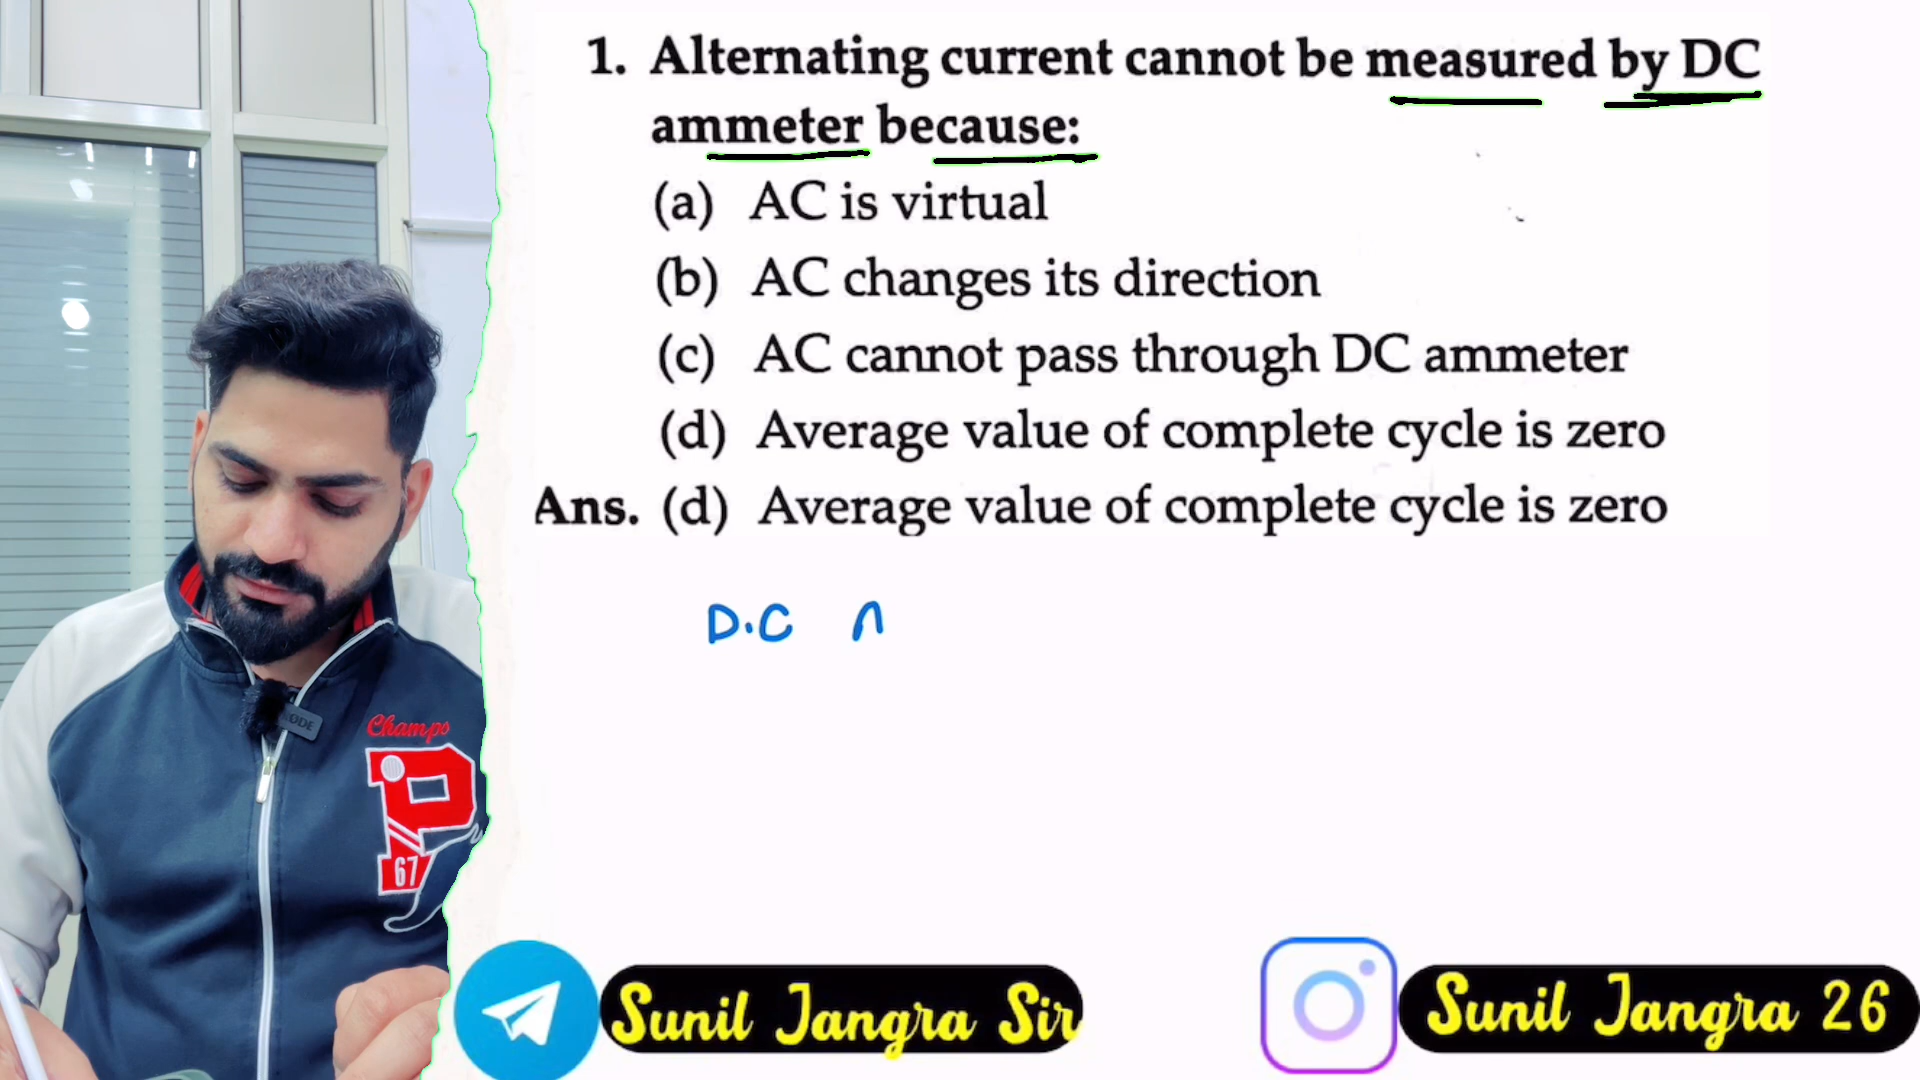 1. Alternating current cannot be measured by DC
ammeter because:
(a) AC is virtual
(b) AC changes its direction
(c) AC cannot pass through DC ammeter
(d) Average value of complete cycle is zero
Ans. (d) Average value of complete cycle is zero
D.C
Champs
P
67
Sunil Jangra Sir
Sunil Jangra 26